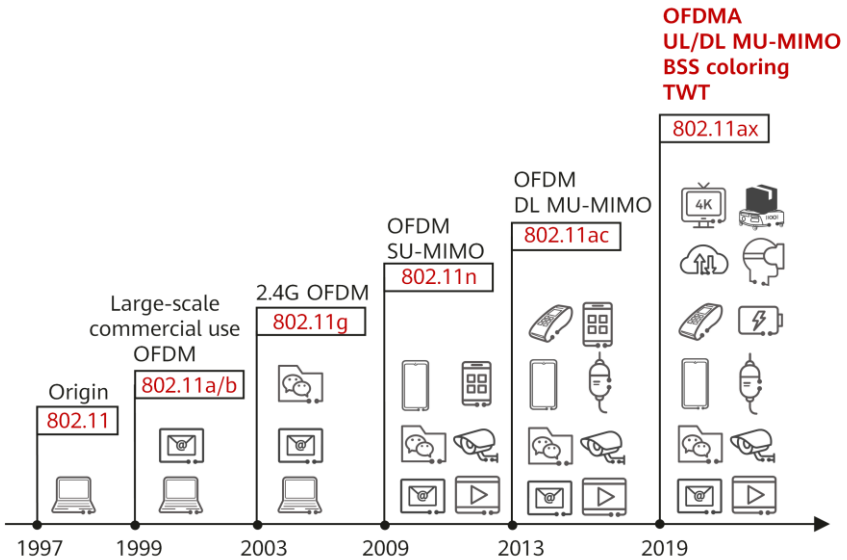 OFDMA
UL/DL MU-MIMO
BSS coloring
TWT
802.11ax
OFDM
DL MU-MIMO
802.11ac
OFDM
SU-MIMO
802.11n
2.4G OFDM
802.11g
Large-scale
commercial use
OFDM
802.11a/b
Origin
802.11
4K
@
@
@
@
@
1997
1999
2003
2009
2013
2019